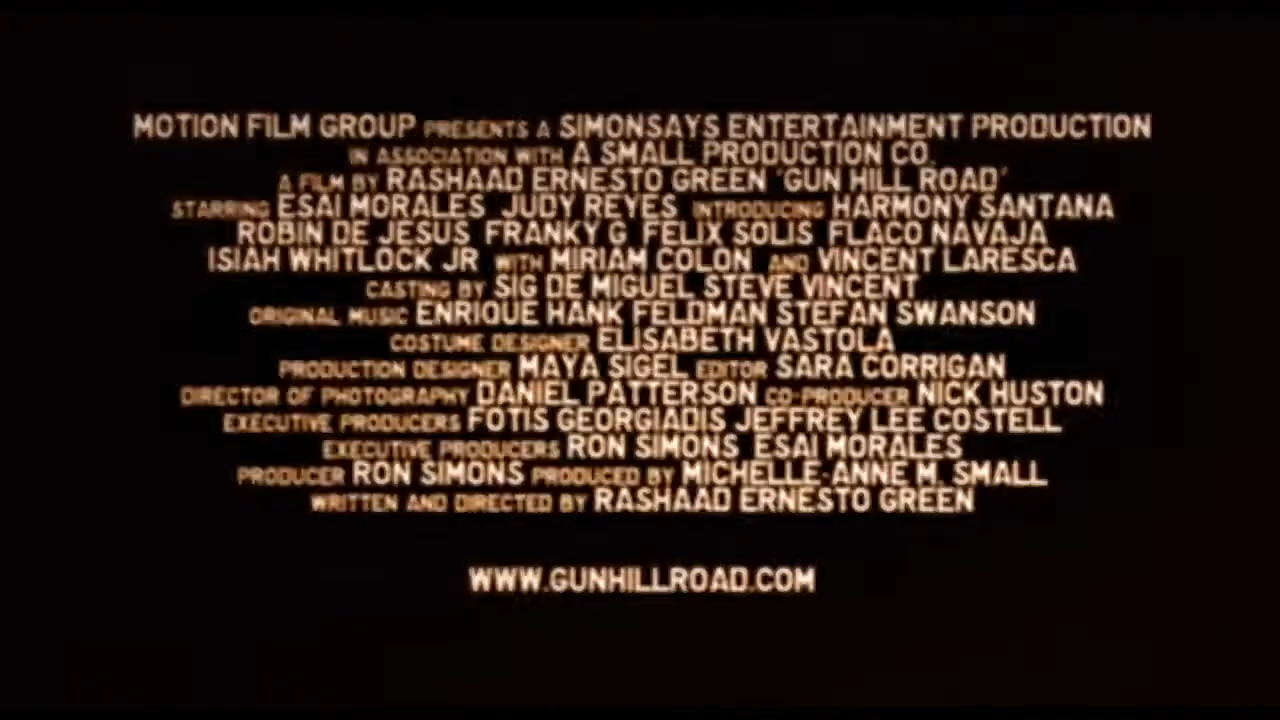 MOTION FILM GROUP PRESENTS A SIMONSAYS ENTERTAINMENT PRODUCTION
IN ASSOCIATION WITH A SMALL PRODUCTION CO.
A FILM BY RASHAAD ERNESTO GREEN 'GUN HILL ROAD'
STARRING ESAI MORALES JUDY REYES INTRODUCING HARMONY SANTANA
ROBIN DE JESUS FRANKY G FELIX SOLIS FLACO NAVAJA
ISIAH WHITLOCK JR WITH MIRIAM COLON AND VINCENT LARESCA
CASTING BY SIG DE MIGUEL STEVE VINCENT
ORIGINAL MUSIC ENRIQUE HANK FELDMAN STEFAN SWANSON
COSTUME DESIGNER ELISABETH VASTOLA
PRODUCTION DESIGNER MAYA SIGEL EDITOR SARA CORRIGAN
DIRECTOR OF PHOTOGRAPHY DANIEL PATTERSON CO-PRODUCER NICK HUSTON
EXECUTIVE PRODUCERS FOTIS GEORGIADIS JEFFREY LEE COSTELL
EXECUTIVE PRODUCERS RON SIMONS ESAI MORALES
PRODUCER RON SIMONS PRODUCED BY MICHELLE-ANNE M. SMALL
WRITTEN AND DIRECTED BY RASHAAD ERNESTO GREEN
WWW.GUNHILLROAD.COM